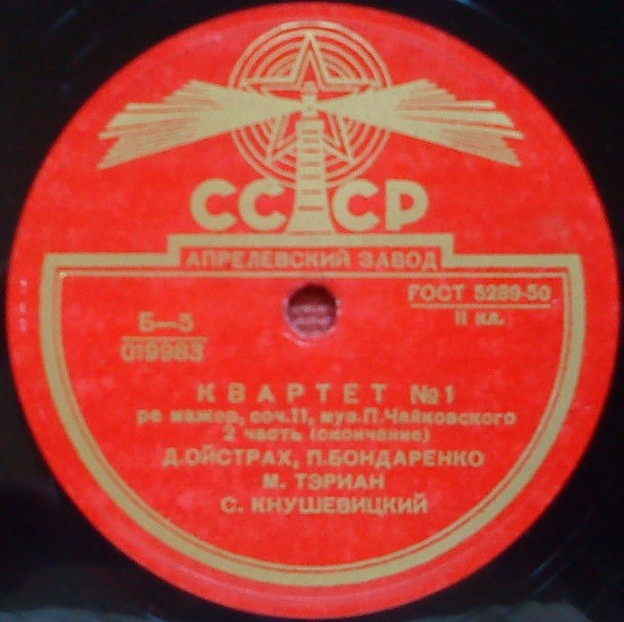 СССР
АПРЕЛЕВСКИЙ ЗАВОД
ГОСТ 5289-50
II кл.
Б—5
019983
КВАРТЕТ №1
ре мажор, соч.11, муз.П.Чайковского
2 часть (окончание)
Д.ОЙСТРАХ, П.БОНДАРЕНКО
М. ТЭРИАН
С. КНУШЕВИЦКИЙ